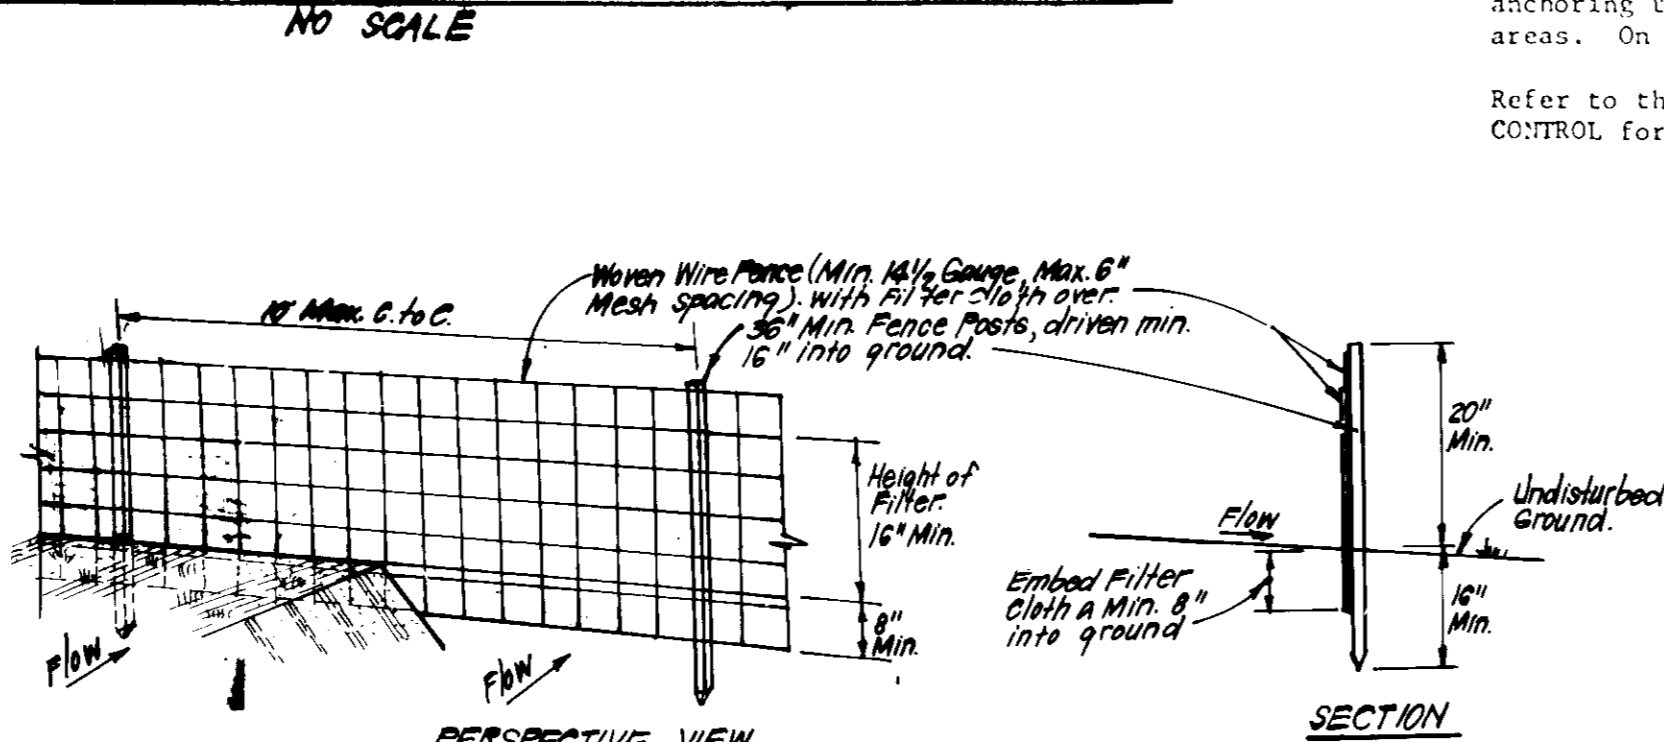 NO SCALE
anchoring
areas. On
Refer to th
CONTROL for
Woven Wire Fence (Min. 14½ Gauge, Max. 6"
Mesh spacing). with Filter Cloth over.
36" Min. Fence Posts, driven min.
16" into ground.
10' Max. C. to C.
Height of
Filter.
16" Min.
8"
Min.
Flow
Flow
PERSPECTIVE VIEW
20"
Min.
Undisturbed
Ground.
Flow
Embed Filter
Cloth a Min. 8"
into ground
16"
Min.
SECTION